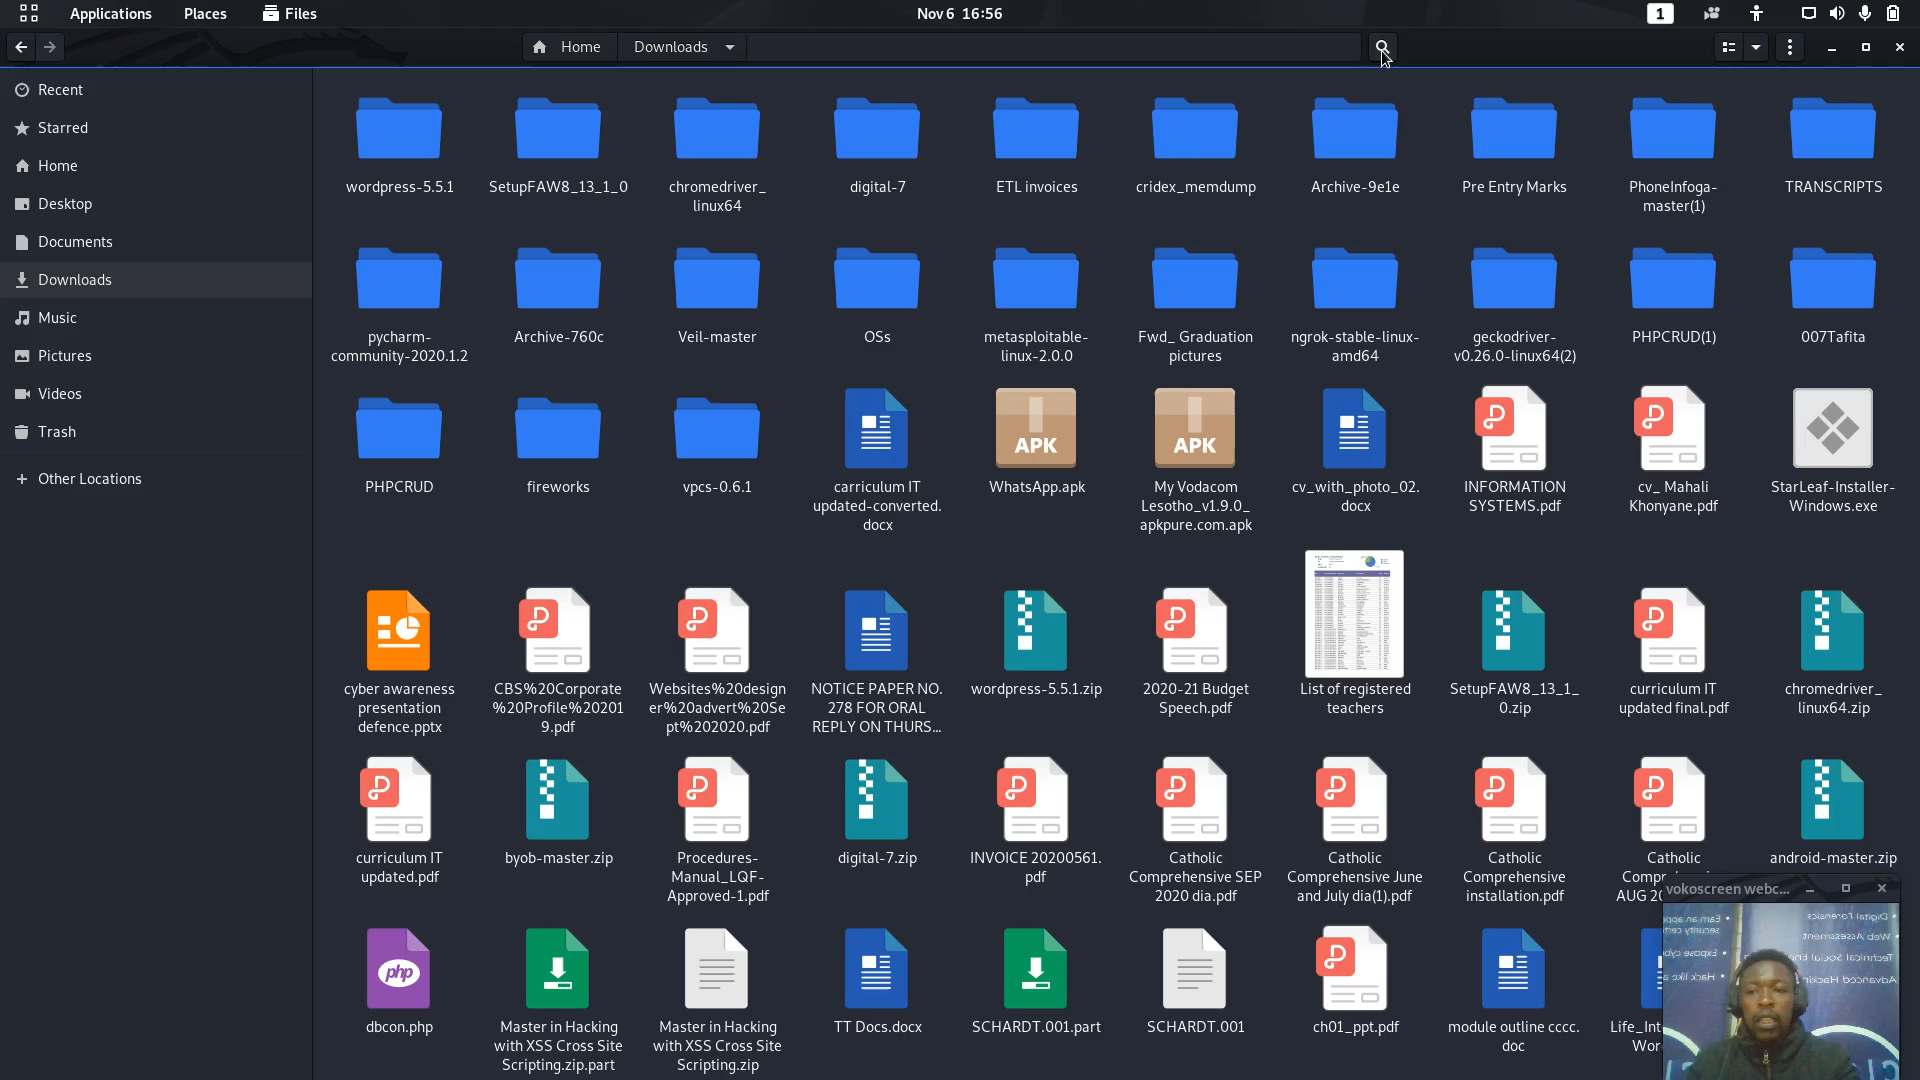 Applications Places Files
Nov 6 16:56
1
Home Downloads
Recent
Starred
Home
Desktop
Documents
Downloads
Music
Pictures
Videos
Trash
Other Locations
wordpress-5.5.1
SetupFAW8_13_1_0
chromedriver_
linux64
digital-7
ETL invoices
cridex_memdump
Archive-9e1e
Pre Entry Marks
PhoneInfoga-
master(1)
TRANSCRIPTS
pycharm-
community-2020.1.2
Archive-760c
Veil-master
OSs
metasploitable-
linux-2.0.0
Fwd_ Graduation
pictures
ngrok-stable-linux-
amd64
geckodriver-
v0.26.0-linux64(2)
PHPCRUD(1)
007Tafita
PHPCRUD
fireworks
vpcs-0.6.1
carriculum IT
updated-converted.
docx
APK
WhatsApp.apk
APK
My Vodacom
Lesotho_v1.9.0_
apkpure.com.apk
cv_with_photo_02.
docx
INFORMATION
SYSTEMS.pdf
cv_ Mahali
Khonyane.pdf
StarLeaf-Installer-
Windows.exe
cyber awareness
presentation
defence.pptx
CBS%20Corporate
%20Profile%20201
9.pdf
Websites%20design
er%20advert%20Se
pt%202020.pdf
NOTICE PAPER NO.
278 FOR ORAL
REPLY ON THURS...
wordpress-5.5.1.zip
2020-21 Budget
Speech.pdf
List of registered
teachers
SetupFAW8_13_1_
0.zip
curriculum IT
updated final.pdf
chromedriver_
linux64.zip
curriculum IT
updated.pdf
byob-master.zip
Procedures-
Manual_LQF-
Approved-1.pdf
digital-7.zip
INVOICE 20200561.
pdf
Catholic
Comprehensive SEP
2020 dia.pdf
Catholic
Comprehensive June
and July dia(1).pdf
Catholic
Comprehensive
installation.pdf
Catholic
AUG
android-master.zip
php
dbcon.php
Master in Hacking
with XSS Cross Site
Scripting.zip.part
Master in Hacking
with XSS Cross Site
Scripting.zip
TT Docs.docx
SCHARDT.001.part
SCHARDT.001
ch01_ppt.pdf
module outline cccc.
doc
vokoscreen webc...
Digital Forensics
Web Assessment
Technical Social
Advanced Hacking